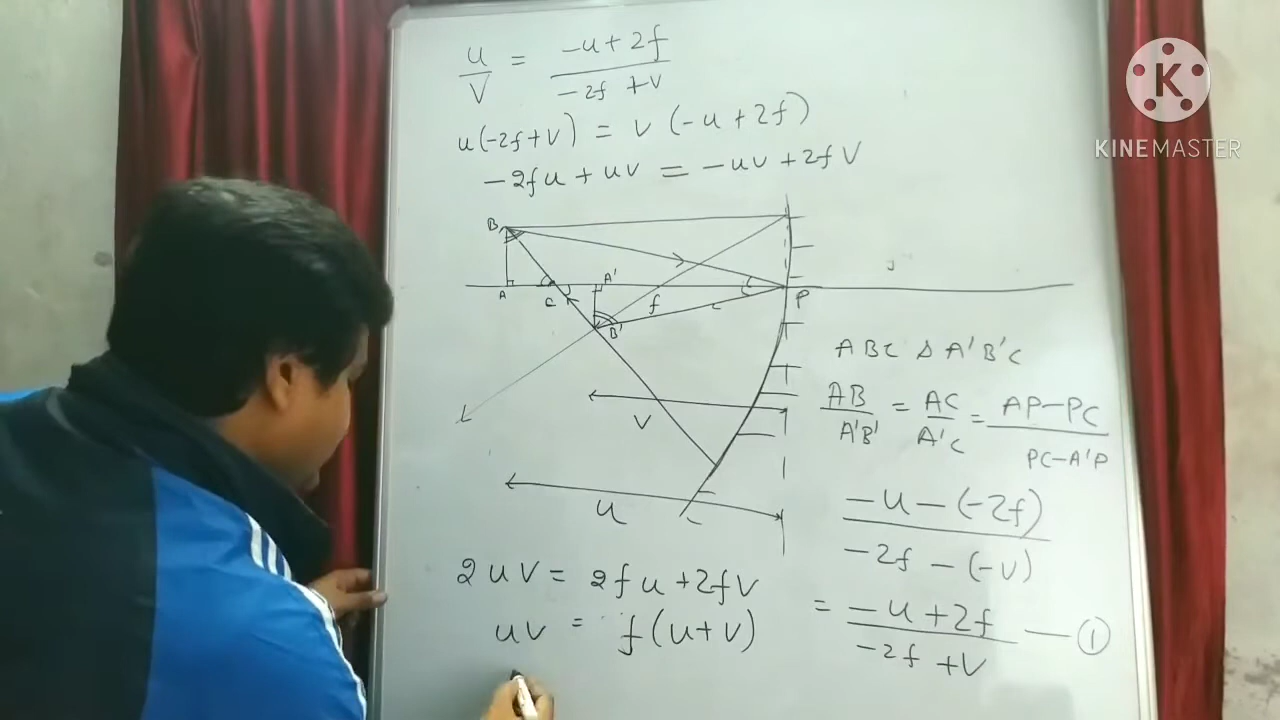 u/V = -u+2f/-2f+v
u(-2f+v) = v(-u+2f)
-2fu+uv = -uv+2fV
K
KINEMASTER
B
A
C
A'
f
B'
P
V
u
ABC Δ A'B'C
AB/A'B' = AC/A'C = AP-PC/PC-A'P
-u-(-2f)/-2f-(-v)
= -u+2f/-2f+v —①
2uv = 2fu+2fv
uv = f(u+v)